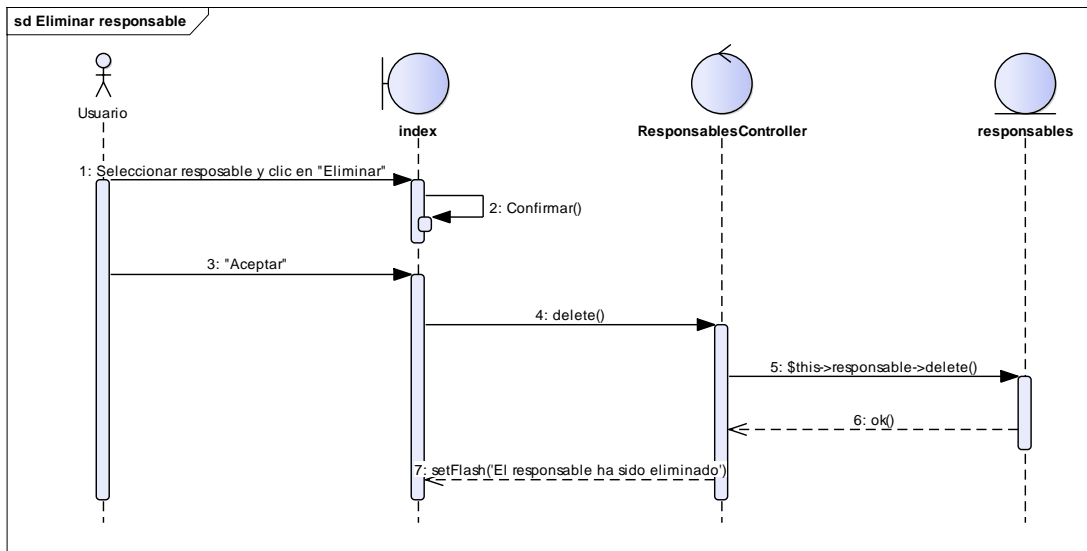 sd Eliminar responsable
Usuario
index
ResponsablesController
responsables
1: Seleccionar resposable y clic en "Eliminar"
2: Confirmar()
3: "Aceptar"
4: delete()
5: $this->responsable->delete()
6: ok()
7: setFlash('El responsable ha sido eliminado')